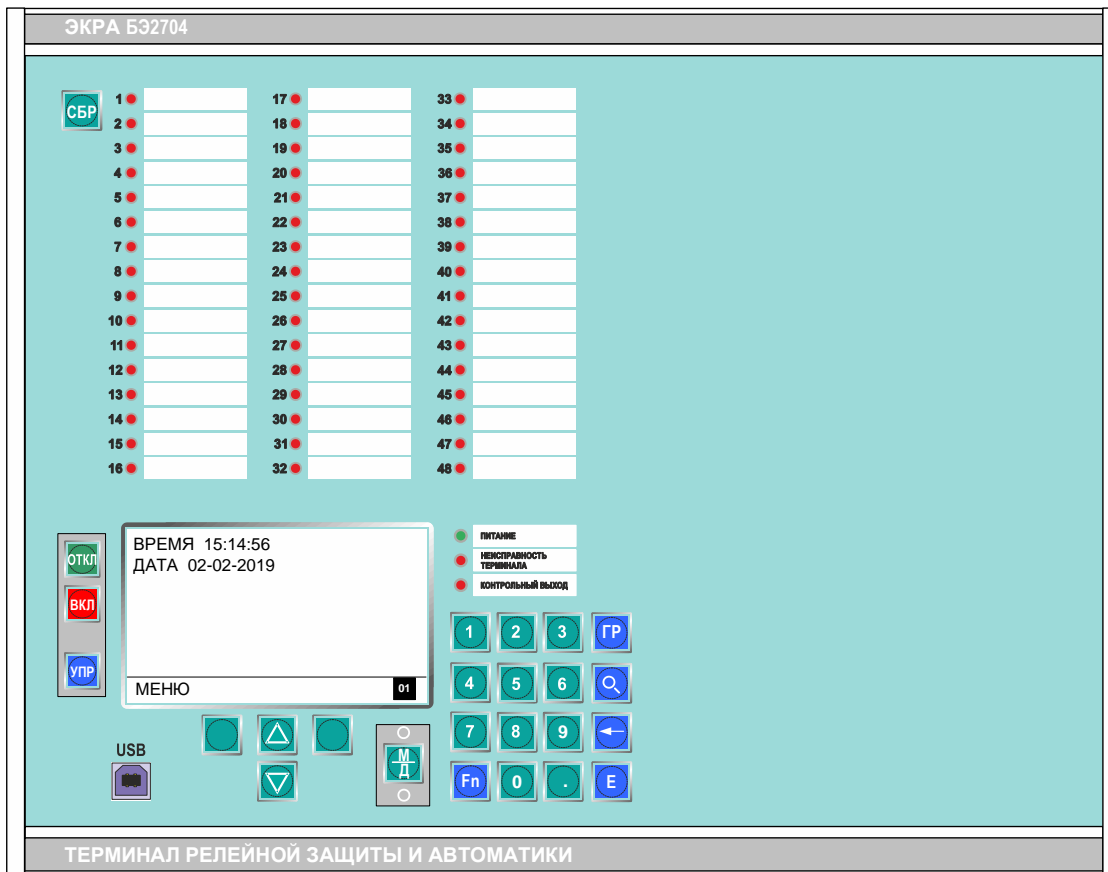 ЭКРА БЭ2704
СБР
1 17 33
2 18 34
3 19 35
4 20 36
5 21 37
6 22 38
7 23 39
8 24 40
9 25 41
10 26 42
11 27 43
12 28 44
13 29 45
14 30 46
15 31 47
16 32 48
ОТКЛ
ВКЛ
УПР
ВРЕМЯ 15:14:56
ДАТА 02-02-2019
МЕНЮ 01
ПИТАНИЕ
НЕИСПРАВНОСТЬ
ТЕРМИНАЛА
КОНТРОЛЬНЫЙ ВЫХОД
1 2 3 ГР
4 5 6
7 8 9
Fn 0 . E
USB
М
Д
ТЕРМИНАЛ РЕЛЕЙНОЙ ЗАЩИТЫ И АВТОМАТИКИ